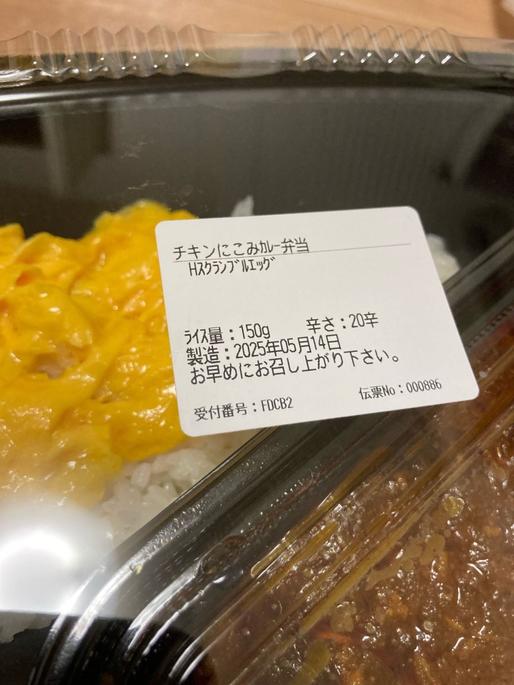 チキンにこみカレー弁当
Hスクランブルエッグ
ライス量：150g　辛さ：20辛
製造：2025年05月14日
お早めにお召し上がり下さい。
受付番号：FDCB2　伝票No：000886